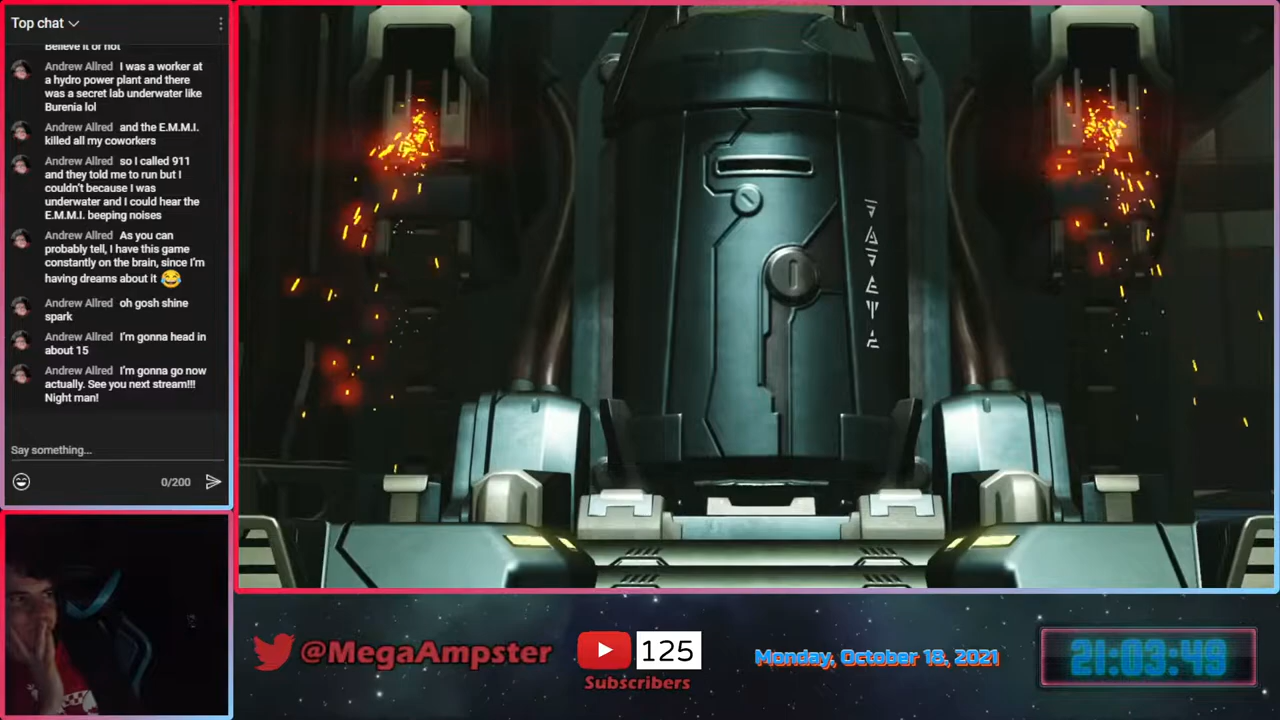 Top chat
Believe it or not
Andrew Allred I was a worker at
a hydro power plant and there
was a secret lab underwater like
Burenia lol
Andrew Allred and the E.M.M.I.
killed all my coworkers
Andrew Allred so I called 911
and they told me to run but I
couldn't because I was
underwater and I could hear the
E.M.M.I. beeping noises
Andrew Allred As you can
probably tell, I have this game
constantly on the brain, since I'm
having dreams about it 😂
Andrew Allred oh gosh shine
spark
Andrew Allred I'm gonna head in
about 15
Andrew Allred I'm gonna go now
actually. See you next stream!!!
Night man!
Say something...
0/200
@MegaAmpster
125
Subscribers
Monday, October 18, 2021
21:03:49